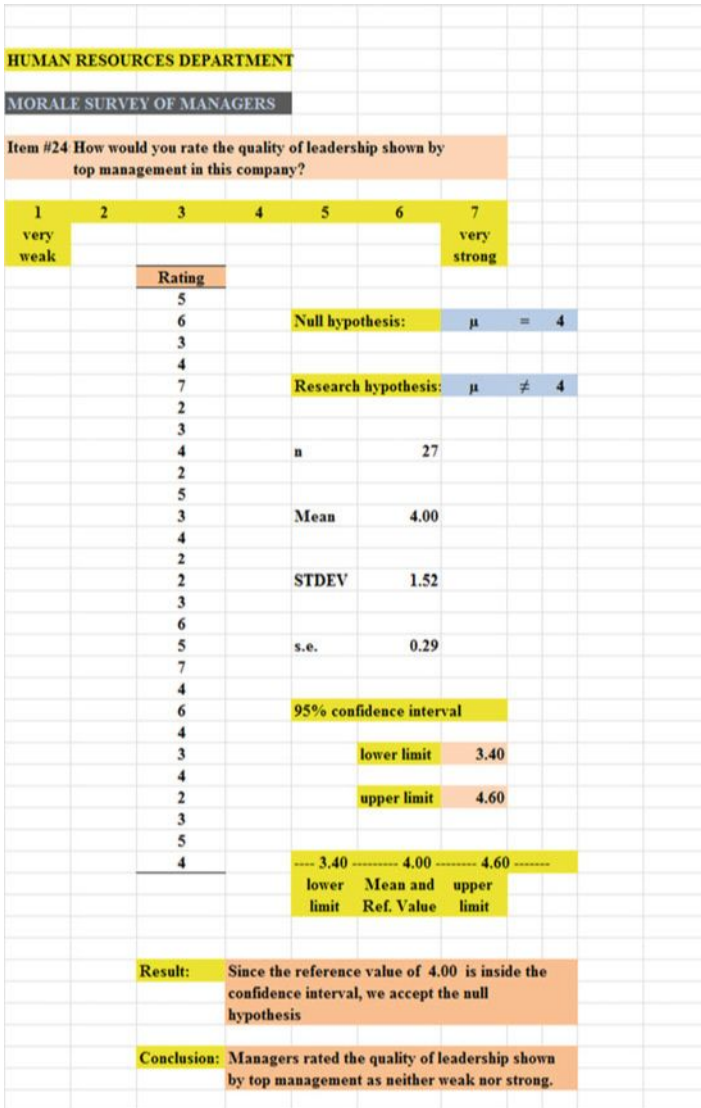 HUMAN RESOURCES DEPARTMENT
MORALE SURVEY OF MANAGERS
Item #24 How would you rate the quality of leadership shown by
top management in this company?
1 2 3 4 5 6 7
very very
weak strong
Rating
5
6 Null hypothesis: µ = 4
3
4
7 Research hypothesis: µ ≠ 4
2
3
4 n 27
2
5
3 Mean 4.00
4
2
2 STDEV 1.52
3
6
5 s.e. 0.29
7
4
6 95% confidence interval
4
3 lower limit 3.40
4
2 upper limit 4.60
3
5
4 ---- 3.40 --------- 4.00 -------- 4.60 -------
lower Mean and upper
limit Ref. Value limit
Result: Since the reference value of 4.00 is inside the
confidence interval, we accept the null
hypothesis
Conclusion: Managers rated the quality of leadership shown
by top management as neither weak nor strong.